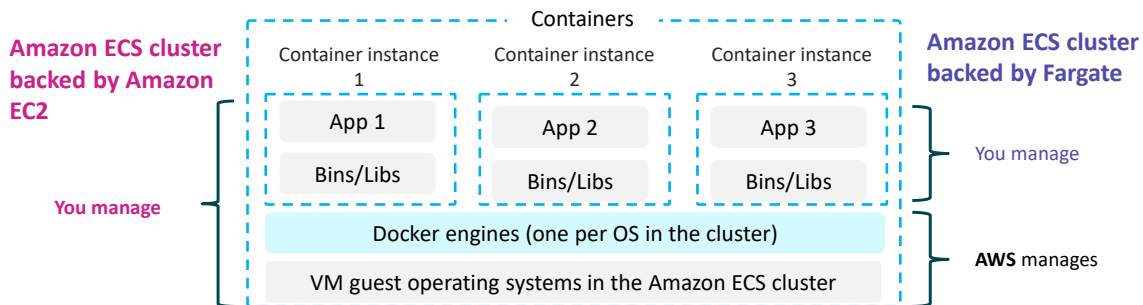 Containers
Amazon ECS cluster
backed by Amazon
EC2
Container instance
1
Container instance
2
Container instance
3
Amazon ECS cluster
backed by Fargate
App 1
App 2
App 3
Bins/Libs
Bins/Libs
Bins/Libs
You manage
You manage
Docker engines (one per OS in the cluster)
VM guest operating systems in the Amazon ECS cluster
AWS manages